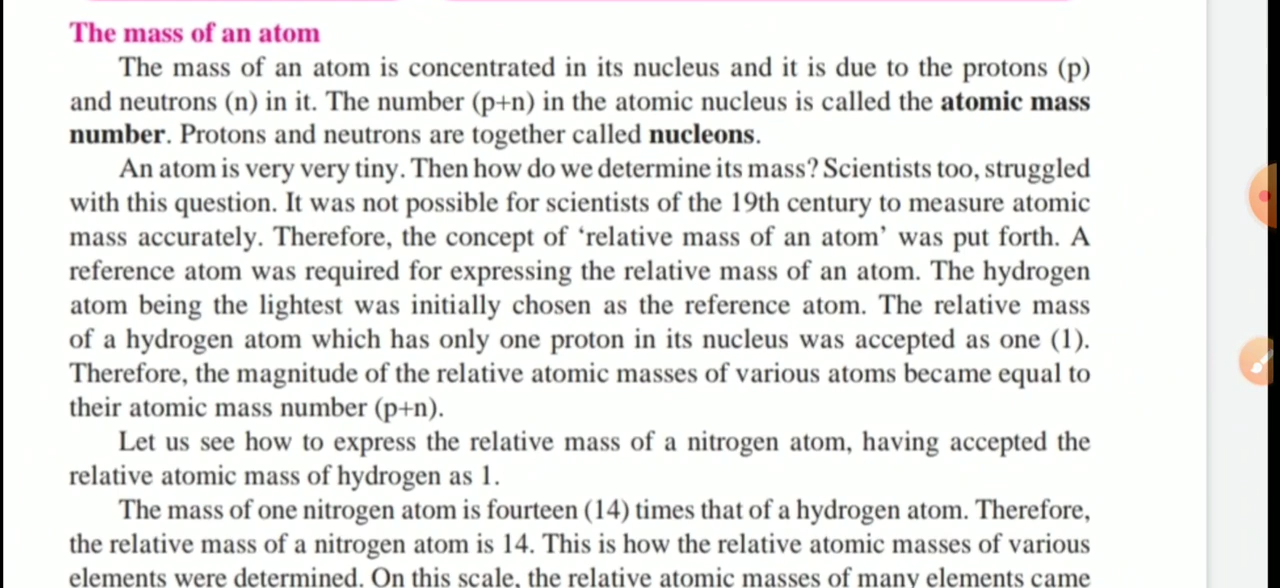 The mass of an atom
The mass of an atom is concentrated in its nucleus and it is due to the protons (p)
and neutrons (n) in it. The number (p+n) in the atomic nucleus is called the atomic mass
number. Protons and neutrons are together called nucleons.
An atom is very very tiny. Then how do we determine its mass? Scientists too, struggled
with this question. It was not possible for scientists of the 19th century to measure atomic
mass accurately. Therefore, the concept of ‘relative mass of an atom’ was put forth. A
reference atom was required for expressing the relative mass of an atom. The hydrogen
atom being the lightest was initially chosen as the reference atom. The relative mass
of a hydrogen atom which has only one proton in its nucleus was accepted as one (1).
Therefore, the magnitude of the relative atomic masses of various atoms became equal to
their atomic mass number (p+n).
Let us see how to express the relative mass of a nitrogen atom, having accepted the
relative atomic mass of hydrogen as 1.
The mass of one nitrogen atom is fourteen (14) times that of a hydrogen atom. Therefore,
the relative mass of a nitrogen atom is 14. This is how the relative atomic masses of various
elements were determined. On this scale, the relative atomic masses of many elements came